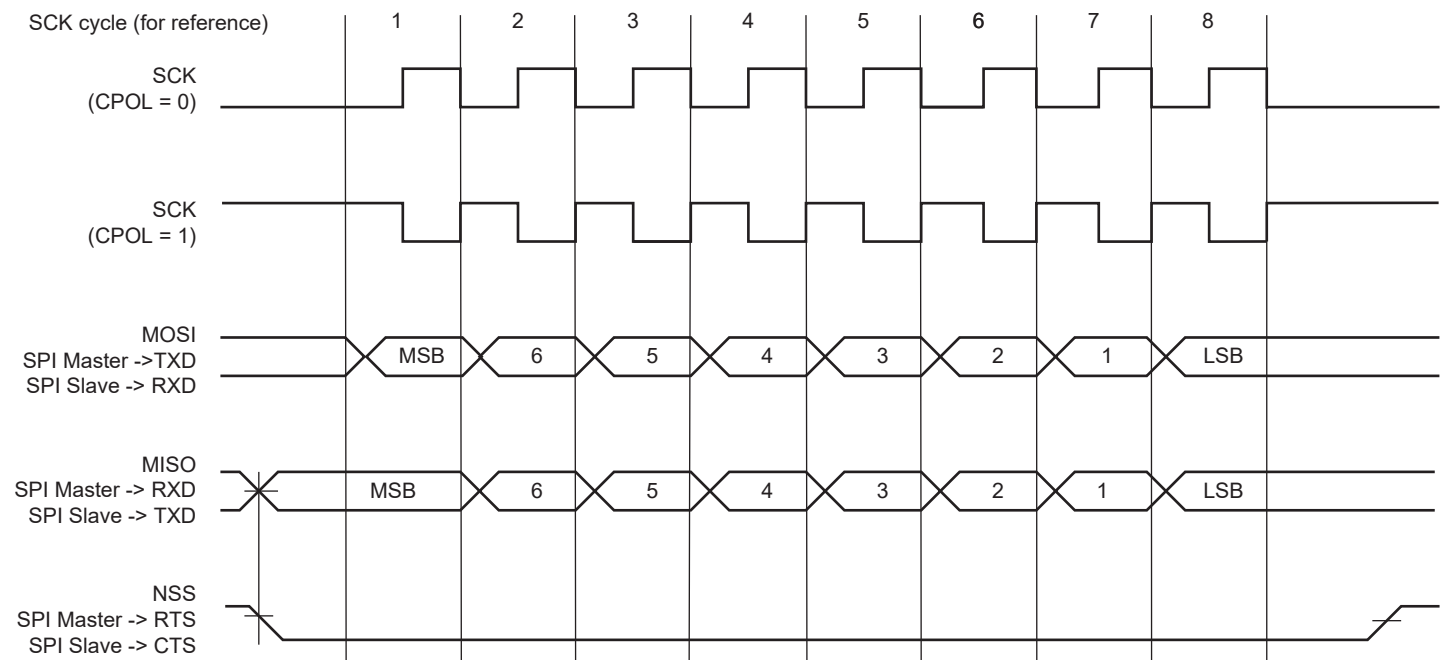 SCK cycle (for reference) 1 2 3 4 5 6 7 8
SCK
(CPOL = 0)
SCK
(CPOL = 1)
MOSI
SPI Master ->TXD
SPI Slave -> RXD
MSB 6 5 4 3 2 1 LSB
MISO
SPI Master -> RXD
SPI Slave -> TXD
MSB 6 5 4 3 2 1 LSB
NSS
SPI Master -> RTS
SPI Slave -> CTS